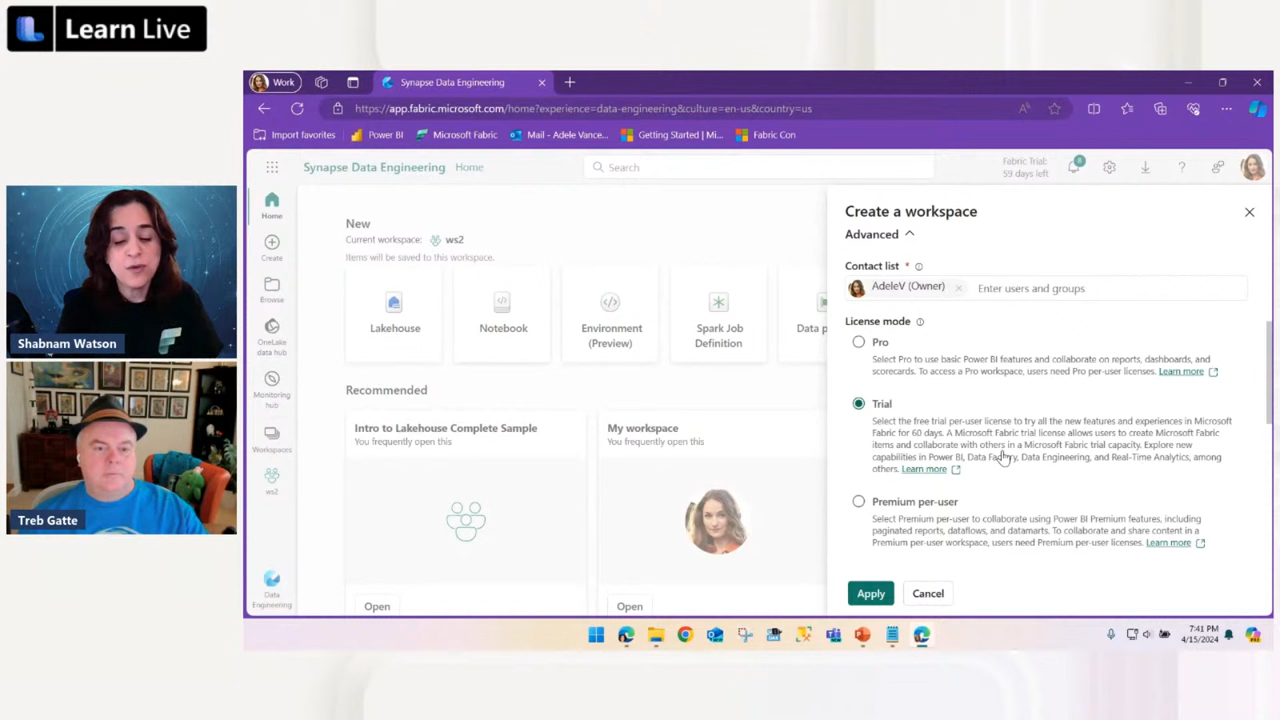 Learn Live
Work
Synapse Data Engineering
https://app.fabric.microsoft.com/home?experience=data-engineering&culture=en-us&country=us
Import favorites
Power BI
Microsoft Fabric
Mail - Adele Vance...
Getting Started | Mi...
Fabric Con
Synapse Data Engineering
Home
Search
Fabric Trial:
59 days left
8
Home
Create
Browse
OneLake
data hub
Monitoring
hub
Workspaces
ws2
Data
Engineering
New
Current workspace:
ws2
Items will be saved to this workspace.
Lakehouse
Notebook
Environment
(Preview)
Spark Job
Definition
Data p
Recommended
Intro to Lakehouse Complete Sample
You frequently open this
Open
My workspace
You frequently open this
Open
Create a workspace
Advanced
Contact list *
AdeleV (Owner)
Enter users and groups
License mode
Pro
Select Pro to use basic Power BI features and collaborate on reports, dashboards, and
scorecards. To access a Pro workspace, users need Pro per-user licenses. Learn more
Trial
Select the free trial per-user license to try all the new features and experiences in Microsoft
Fabric for 60 days. A Microsoft Fabric trial license allows users to create Microsoft Fabric
items and collaborate with others in a Microsoft Fabric trial capacity. Explore new
capabilities in Power BI, Data Factory, Data Engineering, and Real-Time Analytics, among
others. Learn more
Premium per-user
Select Premium per-user to collaborate using Power BI Premium features, including
paginated reports, dataflows, and datamarts. To collaborate and share content in a
Premium per-user workspace, users need Premium per-user licenses. Learn more
Apply
Cancel
7:41 PM
4/15/2024
Shabnam Watson
Treb Gatte